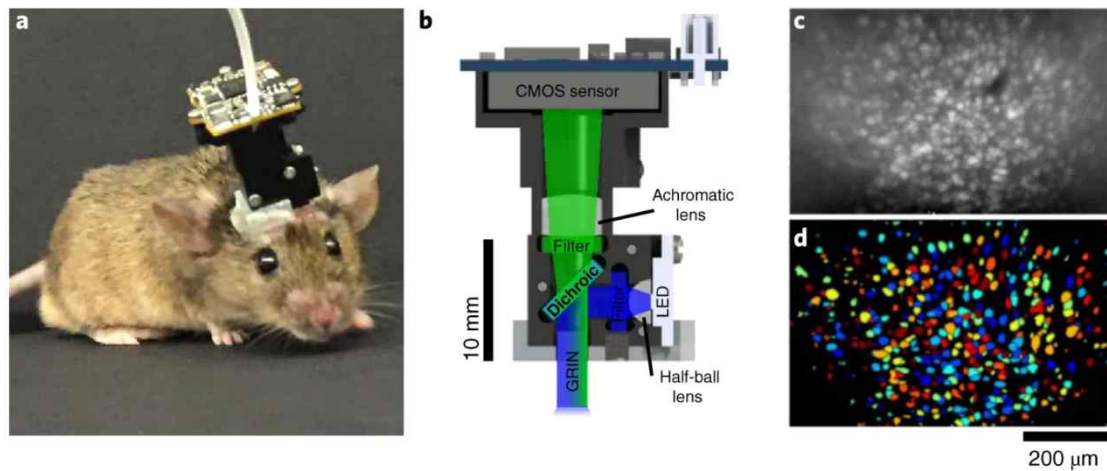 a
b
CMOS sensor
Achromatic
lens
Filter
Dichroic
Filter
LED
10 mm
GRIN
Half-ball
lens
c
d
200 μm